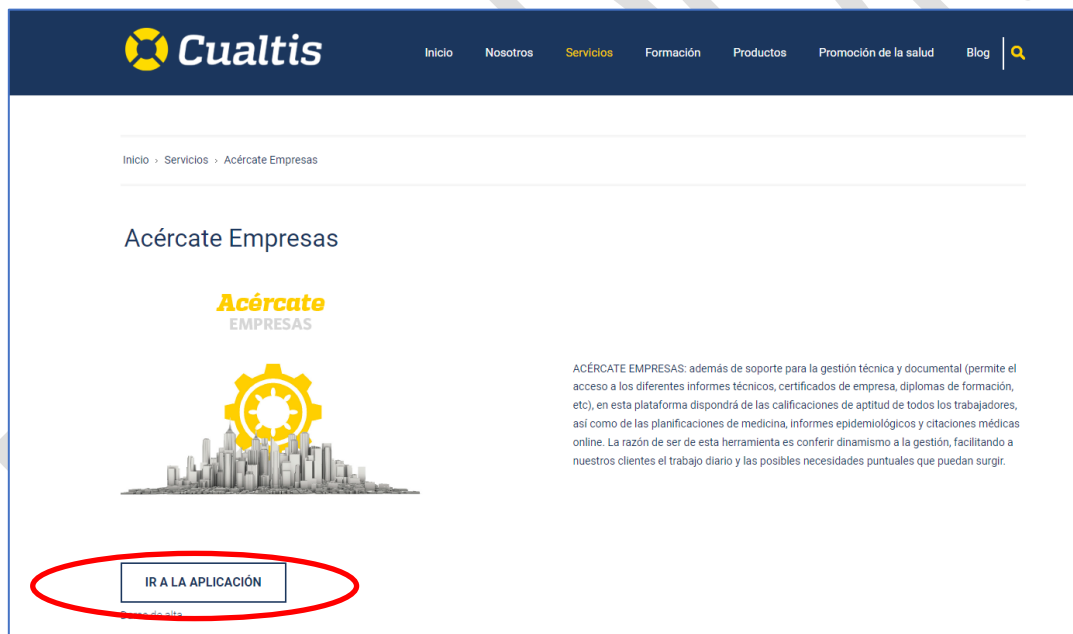 Cualtis
Inicio Nosotros Servicios Formación Productos Promoción de la salud Blog
Inicio › Servicios › Acércate Empresas
Acércate Empresas
Acércate
EMPRESAS
ACÉRCATE EMPRESAS: además de soporte para la gestión técnica y documental (permite el
acceso a los diferentes informes técnicos, certificados de empresa, diplomas de formación,
etc), en esta plataforma dispondrá de las calificaciones de aptitud de todos los trabajadores,
así como de las planificaciones de medicina, informes epidemiológicos y citaciones médicas
online. La razón de ser de esta herramienta es conferir dinamismo a la gestión, facilitando a
nuestros clientes el trabajo diario y las posibles necesidades puntuales que puedan surgir.
IR A LA APLICACIÓN
de alta